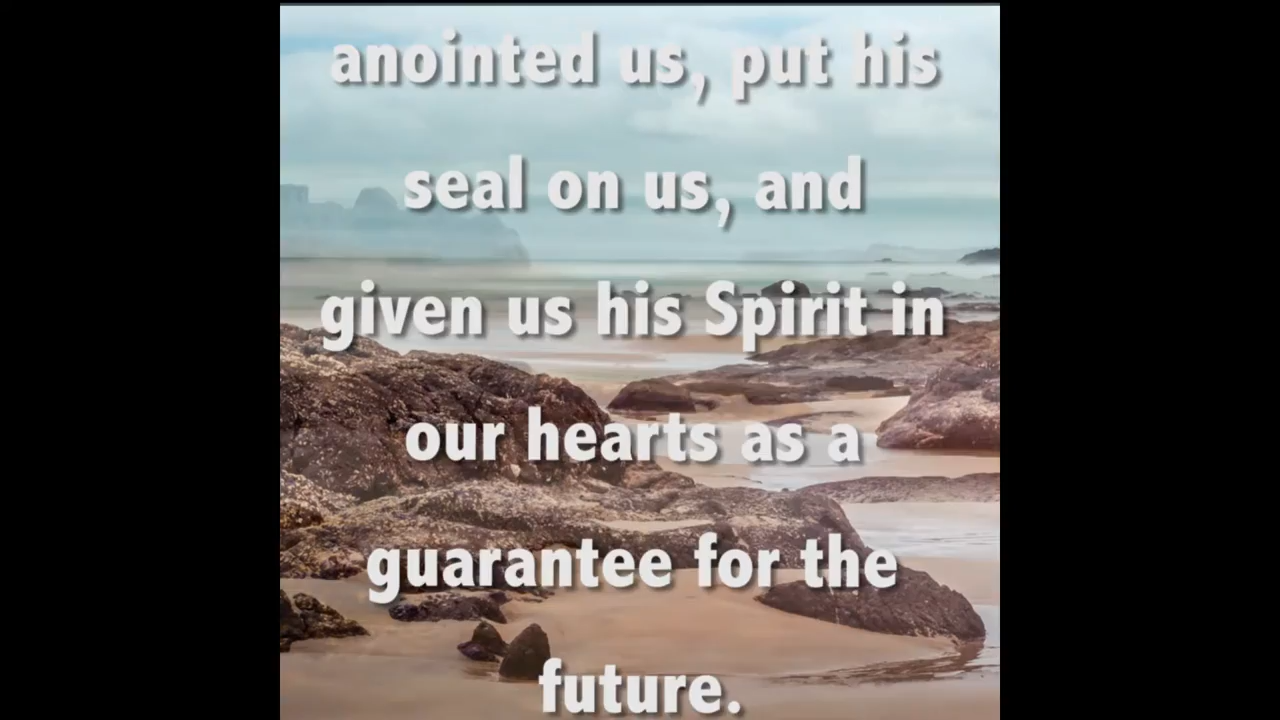 anointed us, put his
seal on us, and
given us his Spirit in
our hearts as a
guarantee for the
future.